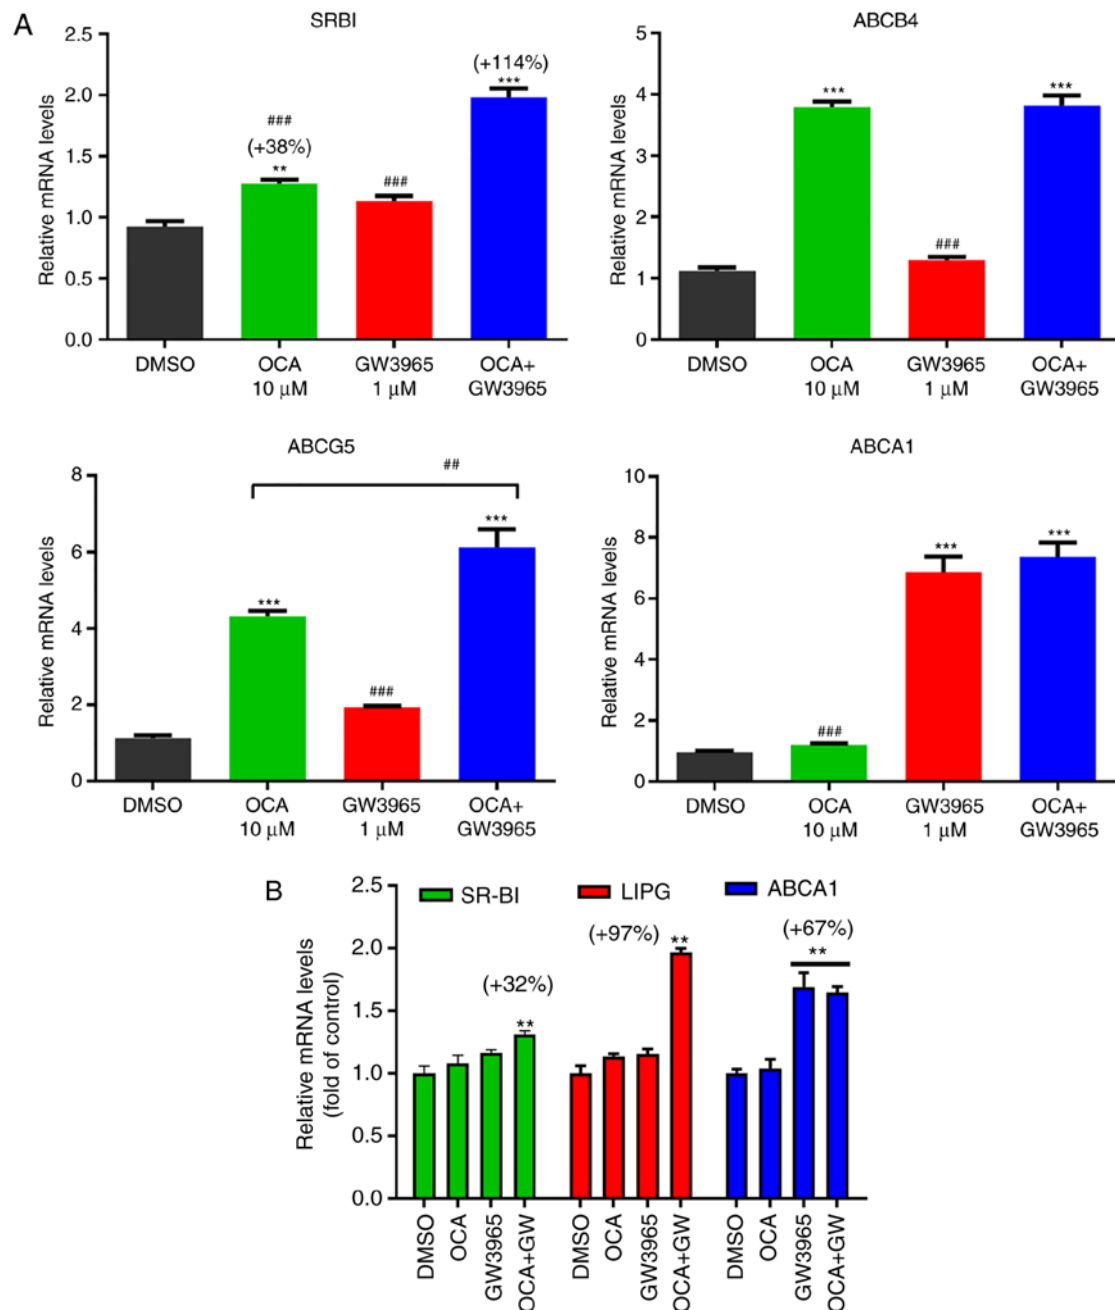 A
SRBI
Relative mRNA levels
2.5
2.0
1.5
1.0
0.5
0.0
###
(+38%)
**
###
(+114%)
***
DMSO
OCA
10 μM
GW3965
1 μM
OCA+
GW3965
ABCB4
Relative mRNA levels
5
4
3
2
1
0
***
###
***
DMSO
OCA
10 μM
GW3965
1 μM
OCA+
GW3965
ABCG5
Relative mRNA levels
8
6
4
2
0
##
***
###
***
DMSO
OCA
10 μM
GW3965
1 μM
OCA+
GW3965
ABCA1
Relative mRNA levels
10
8
6
4
2
0
###
***
***
DMSO
OCA
10 μM
GW3965
1 μM
OCA+
GW3965
B
Relative mRNA levels
(fold of control)
2.5
2.0
1.5
1.0
0.5
0.0
SR-BI
LIPG
ABCA1
(+32%)
**
(+97%)
**
(+67%)
**
DMSO
OCA
GW3965
OCA+GW
DMSO
OCA
GW3965
OCA+GW
DMSO
OCA
GW3965
OCA+GW